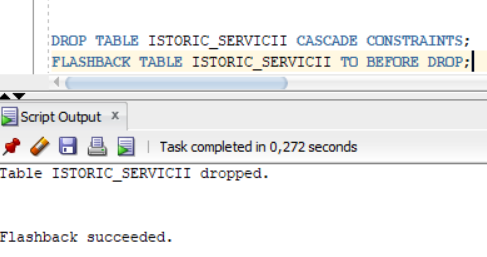 DROP TABLE ISTORIC_SERVICII CASCADE CONSTRAINTS;
FLASHBACK TABLE ISTORIC_SERVICII TO BEFORE DROP;
Script Output x
Task completed in 0,272 seconds
Table ISTORIC_SERVICII dropped.
Flashback succeeded.